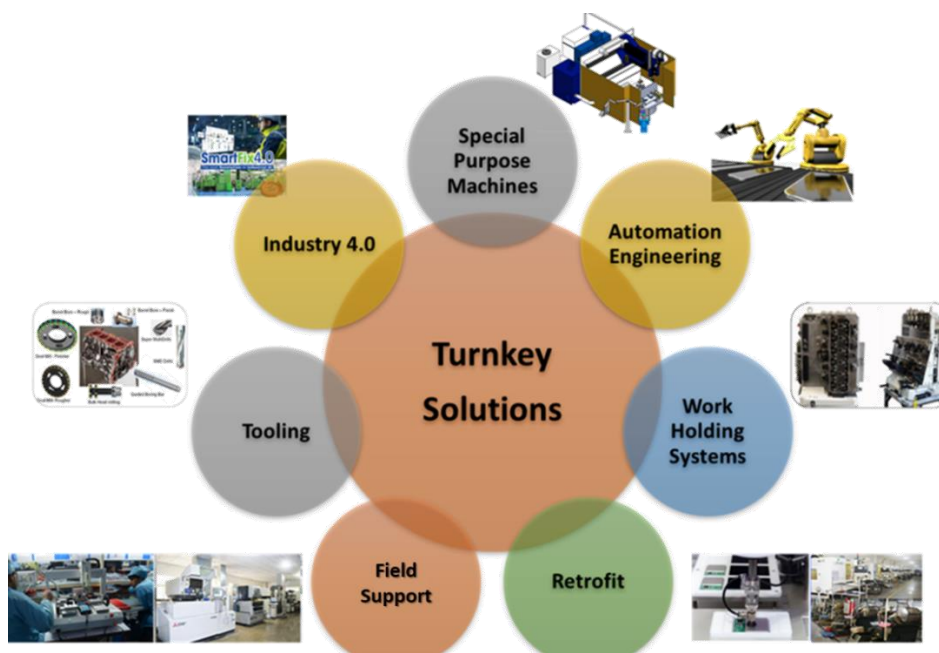 Special
Purpose
Machines
SmartFix4.0
Industry 4.0
Automation
Engineering
Turnkey
Solutions
Tooling
Work
Holding
Systems
Field
Support
Retrofit